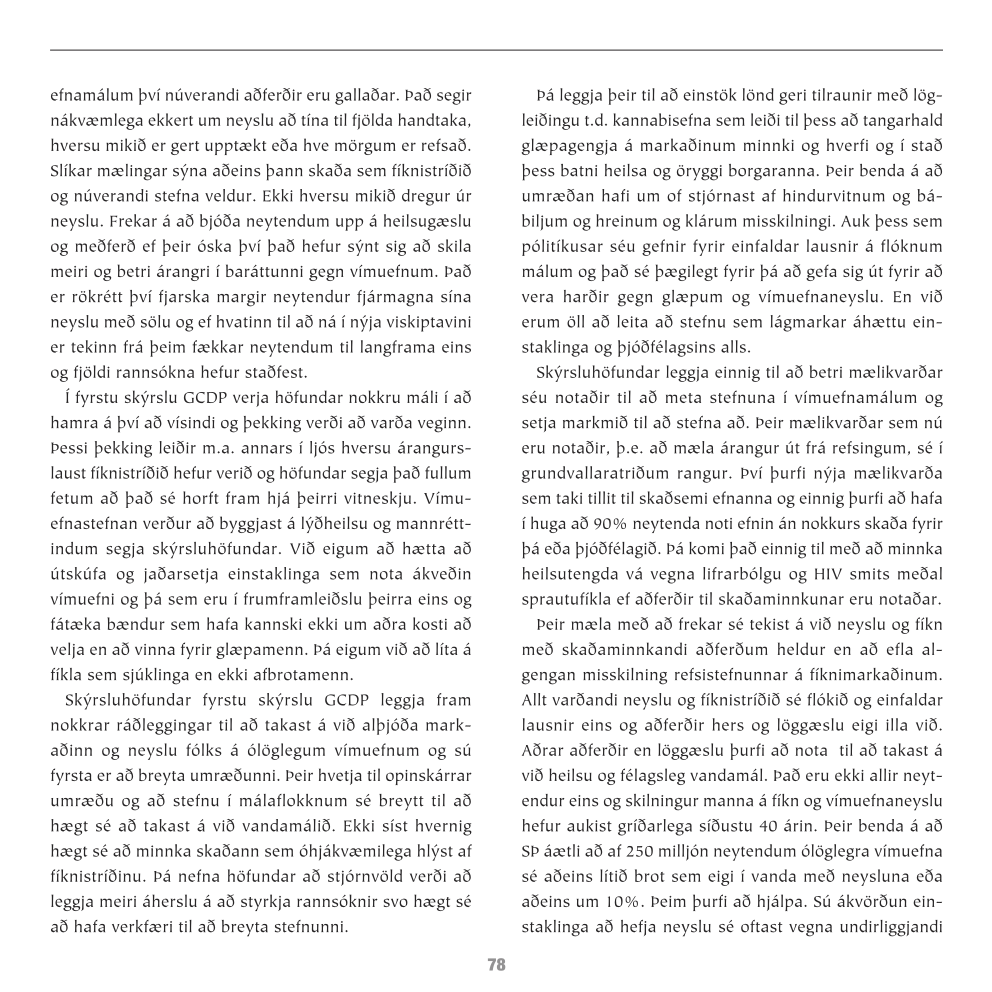 efnamálum því núverandi aðferðir eru gallaðar. Það segir
nákvæmlega ekkert um neyslu að tína til fjölda handtaka,
hversu mikið er gert upptækt eða hve mörgum er refsað.
Slíkar mælingar sýna aðeins þann skaða sem fíknistríðið
og núverandi stefna veldur. Ekki hversu mikið dregur úr
neyslu. Frekar á að bjóða neytendum upp á heilsugæslu
og meðferð ef þeir óska því það hefur sýnt sig að skila
meiri og betri árangri í baráttunni gegn vímuefnum. Það
er rökrétt því fjarska margir neytendur fjármagna sína
neyslu með sölu og ef hvatinn til að ná í nýja viskiptavini
er tekinn frá þeim fækkar neytendum til langframa eins
og fjöldi rannsókna hefur staðfest.
Í fyrstu skýrslu GCDP verja höfundar nokkru máli í að
hamra á því að vísindi og þekking verði að varða veginn.
Þessi þekking leiðir m.a. annars í ljós hversu árangurs-
laust fíknistríðið hefur verið og höfundar segja það fullum
fetum að það sé horft fram hjá þeirri vitneskju. Vímu-
efnastefnan verður að byggjast á lýðheilsu og mannrétt-
indum segja skýrsluhöfundar. Við eigum að hætta að
útskúfa og jaðarsetja einstaklinga sem nota ákveðin
vímuefni og þá sem eru í frumframleiðslu þeirra eins og
fátæka bændur sem hafa kannski ekki um aðra kosti að
velja en að vinna fyrir glæpamenn. Þá eigum við að líta á
fíkla sem sjúklinga en ekki afbrotamenn.
Skýrsluhöfundar fyrstu skýrslu GCDP leggja fram
nokkrar ráðleggingar til að takast á við alþjóða mark-
aðinn og neyslu fólks á ólöglegum vímuefnum og sú
fyrsta er að breyta umræðunni. Þeir hvetja til opinskárrar
umræðu og að stefnu í málaflokknum sé breytt til að
hægt sé að takast á við vandamálið. Ekki síst hvernig
hægt sé að minnka skaðann sem óhjákvæmilega hlýst af
fíknistríðinu. Þá nefna höfundar að stjórnvöld verði að
leggja meiri áherslu á að styrkja rannsóknir svo hægt sé
að hafa verkfæri til að breyta stefnunni.
Þá leggja þeir til að einstök lönd geri tilraunir með lög-
leiðingu t.d. kannabisefna sem leiði til þess að tangarhald
glæpagengja á markaðinum minnki og hverfi og í stað
þess batni heilsa og öryggi borgaranna. Þeir benda á að
umræðan hafi um of stjórnast af hindurvitnum og bá-
biljum og hreinum og klárum misskilningi. Auk þess sem
pólitíkusar séu gefnir fyrir einfaldar lausnir á flóknum
málum og það sé þægilegt fyrir þá að gefa sig út fyrir að
vera harðir gegn glæpum og vímuefnaneyslu. En við
erum öll að leita að stefnu sem lágmarkar áhættu ein-
staklinga og þjóðfélagsins alls.
Skýrsluhöfundar leggja einnig til að betri mælikvarðar
séu notaðir til að meta stefnuna í vímuefnamálum og
setja markmið til að stefna að. Þeir mælikvarðar sem nú
eru notaðir, þ.e. að mæla árangur út frá refsingum, sé í
grundvallaratriðum rangur. Því þurfi nýja mælikvarða
sem taki tillit til skaðsemi efnanna og einnig þurfi að hafa
í huga að 90% neytenda noti efnin án nokkurs skaða fyrir
þá eða þjóðfélagið. Þá komi það einnig til með að minnka
heilsutengda vá vegna lifrarbólgu og HIV smits meðal
sprautufíkla ef aðferðir til skaðaminnkunar eru notaðar.
Þeir mæla með að frekar sé tekist á við neyslu og fíkn
með skaðaminnkandi aðferðum heldur en að efla al-
gengan misskilning refsistefnunnar á fíknimarkaðinum.
Allt varðandi neyslu og fíknistríðið sé flókið og einfaldar
lausnir eins og aðferðir hers og löggæslu eigi illa við.
Aðrar aðferðir en löggæslu þurfi að nota  til að takast á
við heilsu og félagsleg vandamál. Það eru ekki allir neyt-
endur eins og skilningur manna á fíkn og vímuefnaneyslu
hefur aukist gríðarlega síðustu 40 árin. Þeir benda á að
SÞ áætli að af 250 milljón neytendum ólöglegra vímuefna
sé aðeins lítið brot sem eigi í vanda með neysluna eða
aðeins um 10%. Þeim þurfi að hjálpa. Sú ákvörðun ein-
staklinga að hefja neyslu sé oftast vegna undirliggjandi
78